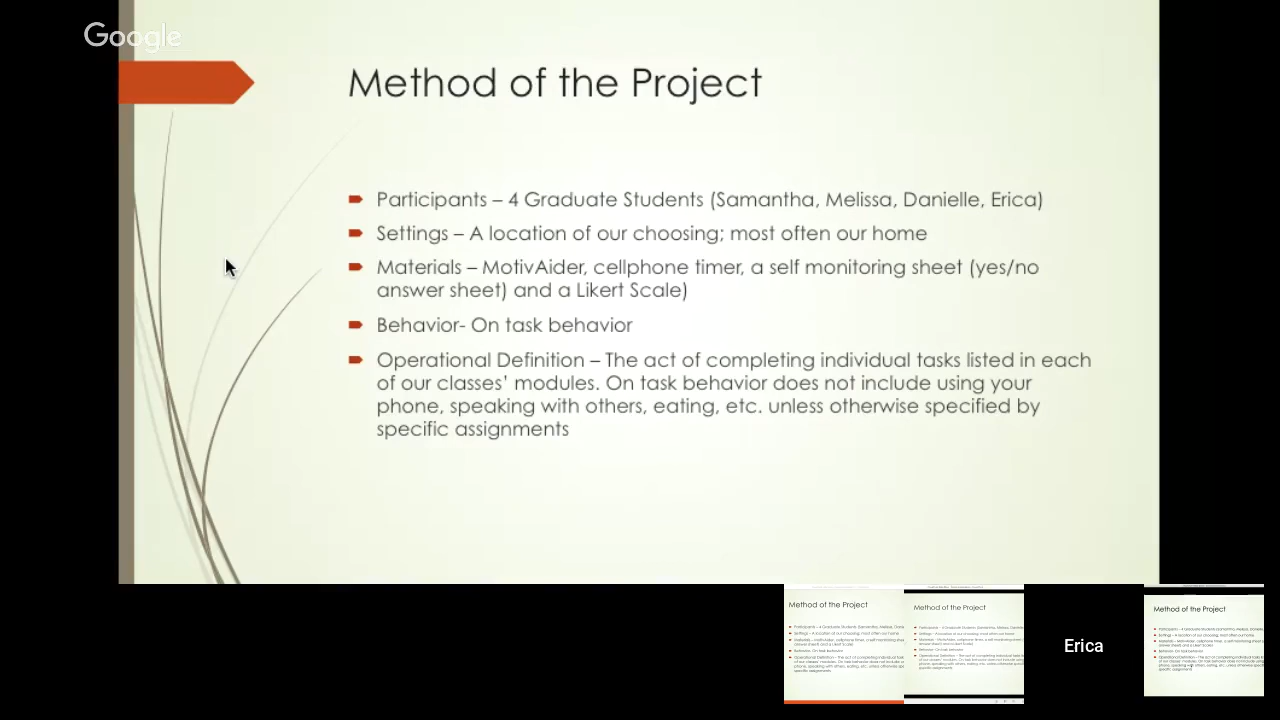 Google
Method of the Project
Participants – 4 Graduate Students (Samantha, Melissa, Danielle, Erica)
Settings – A location of our choosing; most often our home
Materials – MotivAider, cellphone timer, a self monitoring sheet (yes/no
answer sheet) and a Likert Scale)
Behavior- On task behavior
Operational Definition – The act of completing individual tasks listed in each
of our classes’ modules. On task behavior does not include using your
phone, speaking with others, eating, etc. unless otherwise specified by
specific assignments
Method of the Project
Method of the Project
Erica
Method of the Project